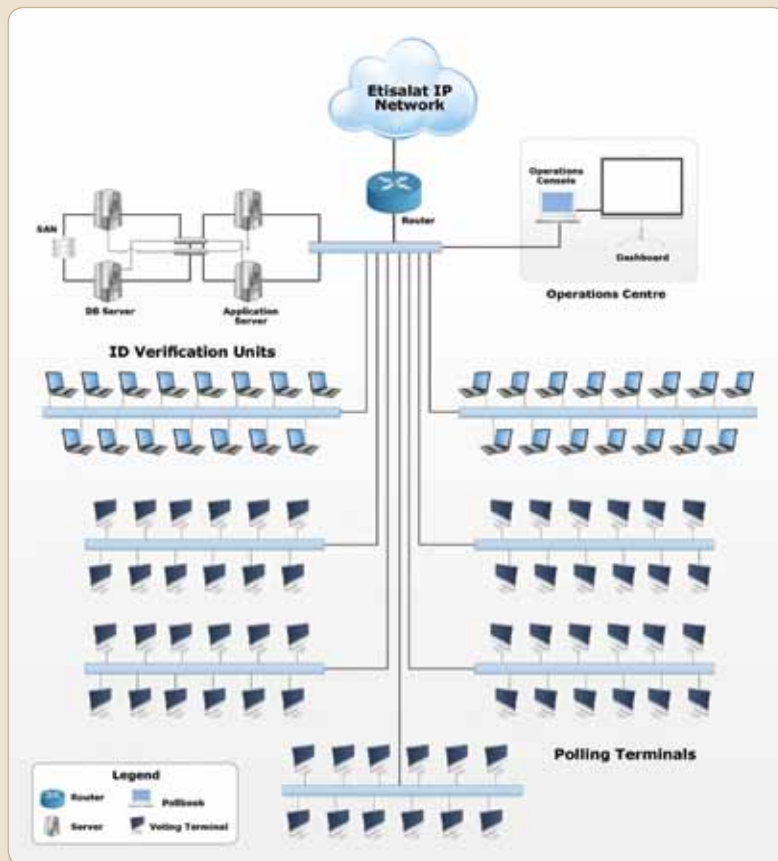 Etisalat IP
Network
Router
Operations
Console
Dashboard
Operations Centre
SAN
DB Server
Application
Server
ID Verification Units
Polling Terminals
Legend
Router
Pollbook
Server
Voting Terminal